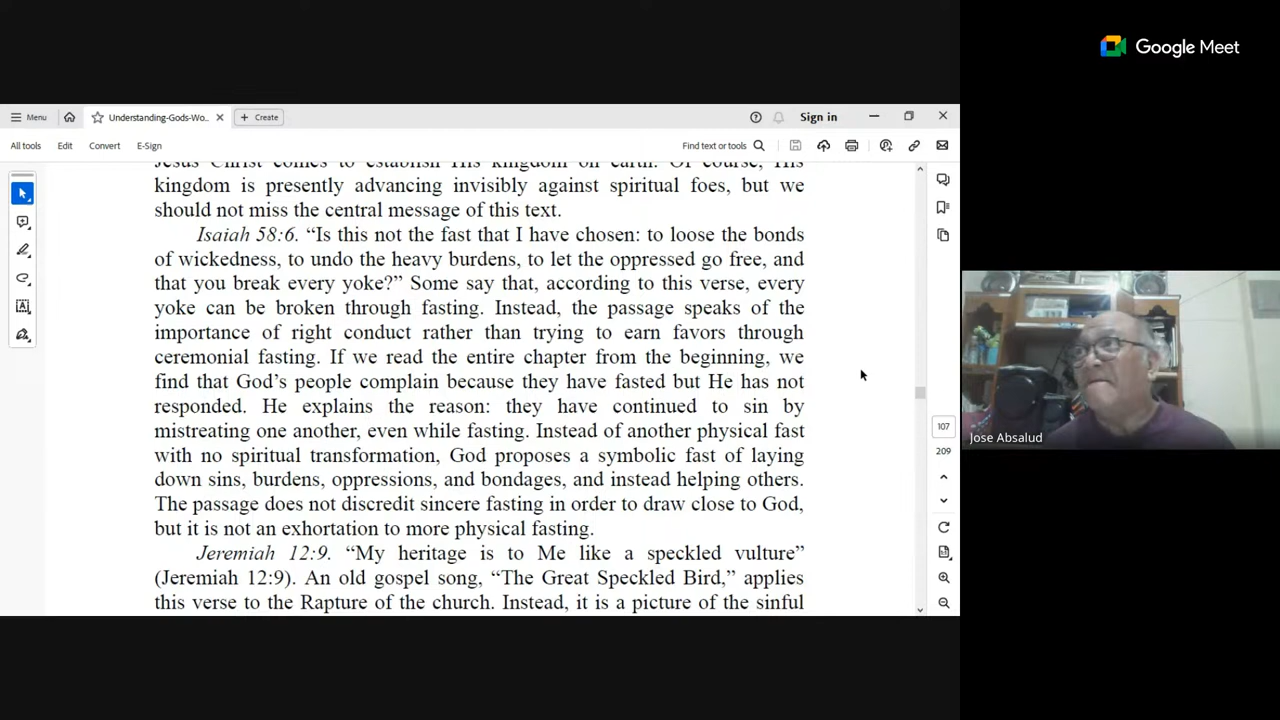 Google Meet
Menu
Understanding-Gods-Wo...
Create
Sign in
All tools
Edit
Convert
E-Sign
Find text or tools
Jesus Christ comes to establish His kingdom on earth. Of course, His
kingdom is presently advancing invisibly against spiritual foes, but we
should not miss the central message of this text.
Isaiah 58:6. “Is this not the fast that I have chosen: to loose the bonds
of wickedness, to undo the heavy burdens, to let the oppressed go free, and
that you break every yoke?” Some say that, according to this verse, every
yoke can be broken through fasting. Instead, the passage speaks of the
importance of right conduct rather than trying to earn favors through
ceremonial fasting. If we read the entire chapter from the beginning, we
find that God’s people complain because they have fasted but He has not
responded. He explains the reason: they have continued to sin by
mistreating one another, even while fasting. Instead of another physical fast
with no spiritual transformation, God proposes a symbolic fast of laying
down sins, burdens, oppressions, and bondages, and instead helping others.
The passage does not discredit sincere fasting in order to draw close to God,
but it is not an exhortation to more physical fasting.
Jeremiah 12:9. “My heritage is to Me like a speckled vulture”
(Jeremiah 12:9). An old gospel song, “The Great Speckled Bird,” applies
this verse to the Rapture of the church. Instead, it is a picture of the sinful
107
209
Jose Absalud